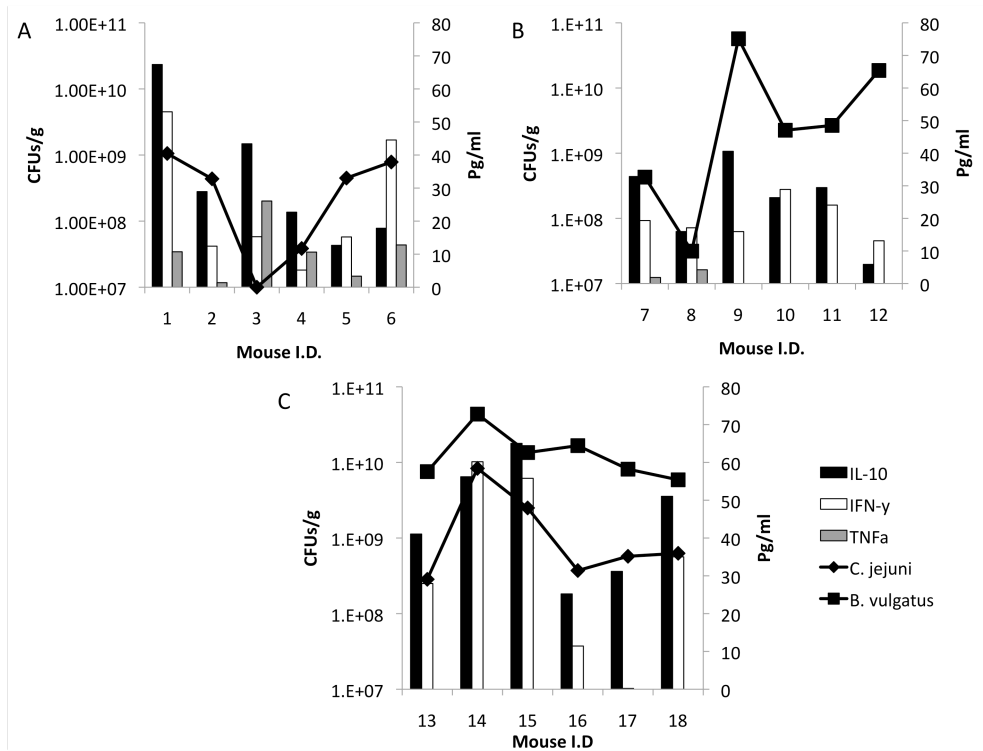 A
CFUs/g
1.00E+11
1.00E+10
1.00E+09
1.00E+08
1.00E+07
80
70
60
50
40
30
20
10
0
Pg/ml
1 2 3 4 5 6
Mouse I.D.
B
CFUs/g
1.E+11
1.E+10
1.E+09
1.E+08
1.E+07
80
70
60
50
40
30
20
10
0
Pg/ml
7 8 9 10 11 12
Mouse I.D.
C
CFUs/g
1.E+11
1.E+10
1.E+09
1.E+08
1.E+07
80
70
60
50
40
30
20
10
0
Pg/ml
13 14 15 16 17 18
Mouse I.D
IL-10
IFN-y
TNFa
C. jejuni
B. vulgatus